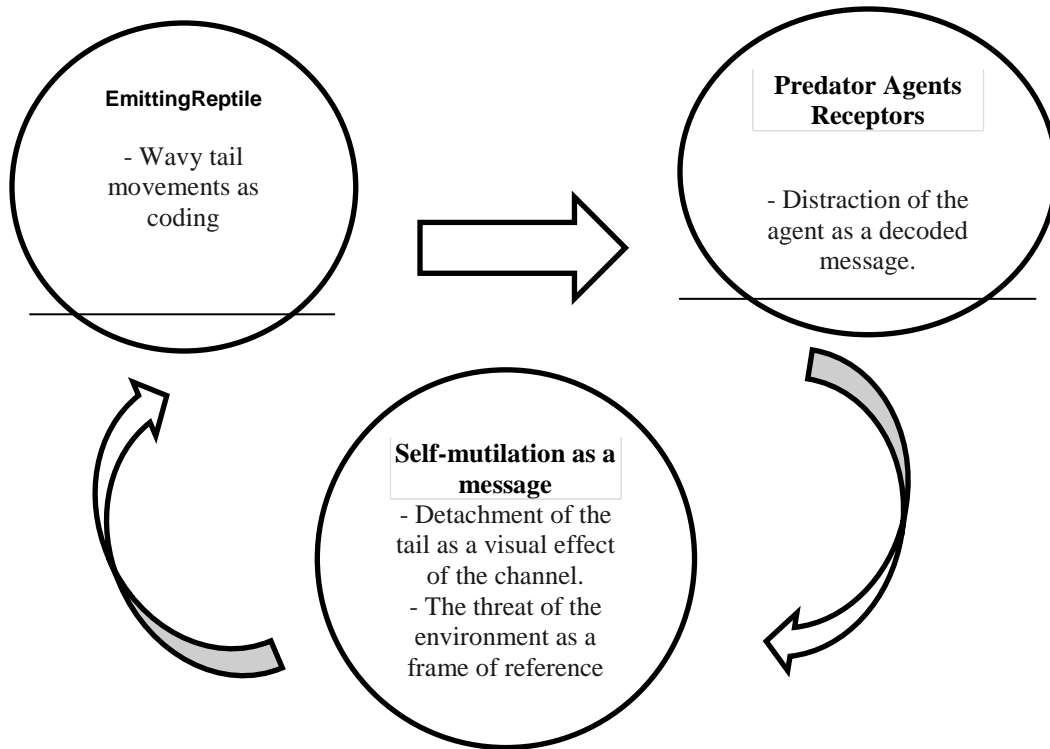 EmittingReptile
- Wavy tail
movements as
coding
Predator Agents
Receptors
- Distraction of the
agent as a decoded
message.
Self-mutilation as a
message
- Detachment of the
tail as a visual effect
of the channel.
- The threat of the
environment as a
frame of reference